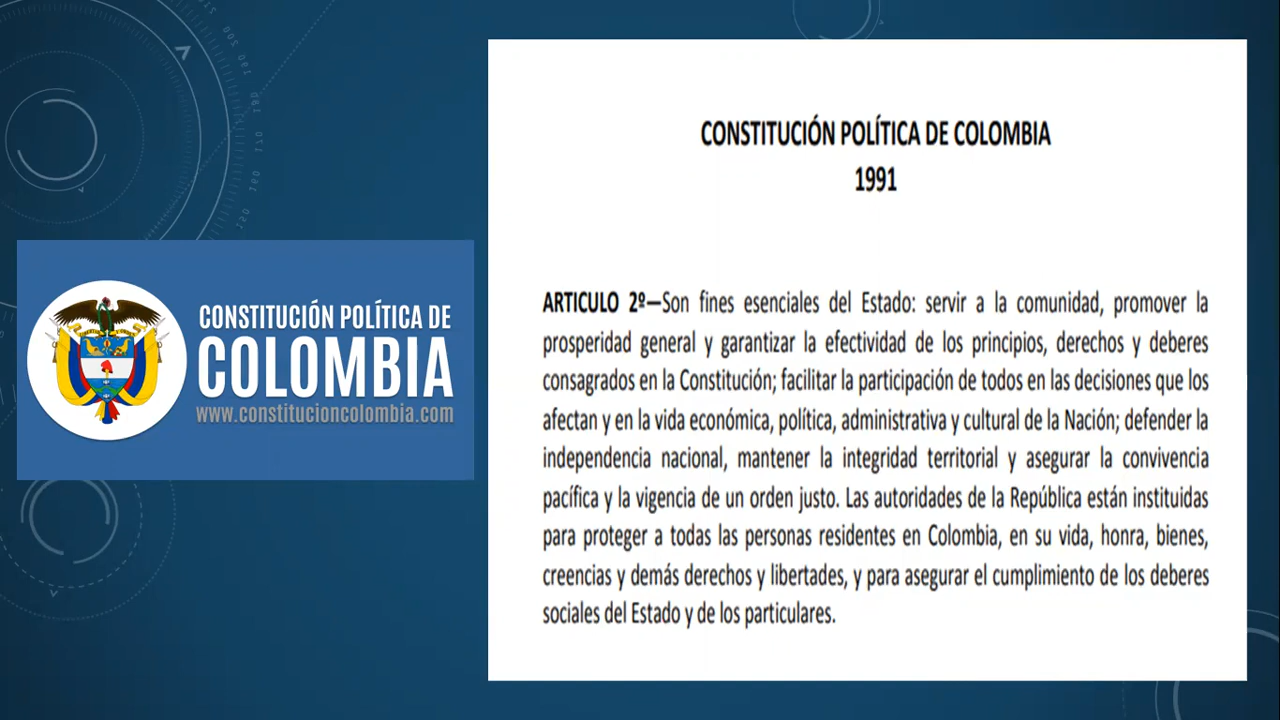 CONSTITUCIÓN POLÍTICA DE COLOMBIA
1991
CONSTITUCIÓN POLÍTICA DE
COLOMBIA
www.constitucioncolombia.com
ARTICULO 2º—Son fines esenciales del Estado: servir a la comunidad, promover la
prosperidad general y garantizar la efectividad de los principios, derechos y deberes
consagrados en la Constitución; facilitar la participación de todos en las decisiones que los
afectan y en la vida económica, política, administrativa y cultural de la Nación; defender la
independencia nacional, mantener la integridad territorial y asegurar la convivencia
pacífica y la vigencia de un orden justo. Las autoridades de la República están instituidas
para proteger a todas las personas residentes en Colombia, en su vida, honra, bienes,
creencias y demás derechos y libertades, y para asegurar el cumplimiento de los deberes
sociales del Estado y de los particulares.